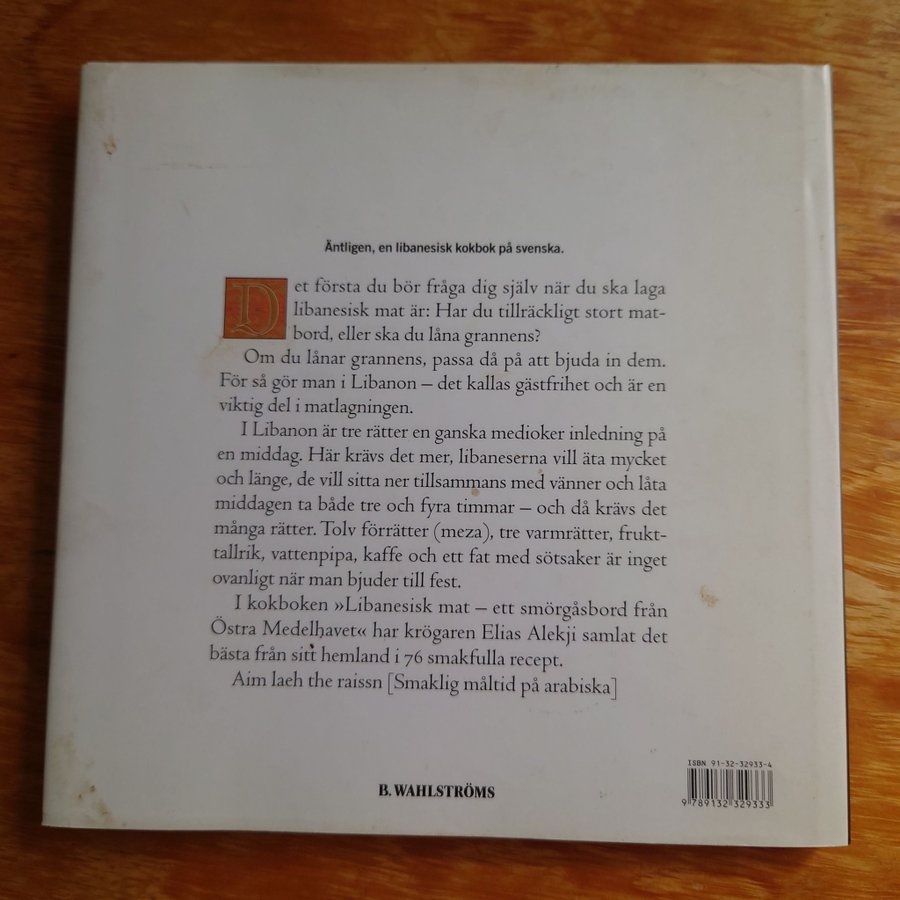 Äntligen, en libanesisk kokbok på svenska.
Det första du bör fråga dig själv när du ska laga
libanesisk mat är: Har du tillräckligt stort mat-
bord, eller ska du låna grannens?
Om du lånar grannens, passa då på att bjuda in dem.
För så gör man i Libanon – det kallas gästfrihet och är en
viktig del i matlagningen.
I Libanon är tre rätter en ganska medioker inledning på
en middag. Här krävs det mer, libaneserna vill äta mycket
och länge, de vill sitta ner tillsammans med vänner och låta
middagen ta både tre och fyra timmar – och då krävs det
många rätter. Tolv förrätter (meza), tre varmrätter, frukt-
tallrik, vattenpipa, kaffe och ett fat med sötsaker är inget
ovanligt när man bjuder till fest.
I kokboken »Libanesisk mat – ett smörgåsbord från
Östra Medelhavet« har krögaren Elias Alekji samlat det
bästa från sitt hemland i 76 smakfulla recept.
Aim laeh the raissn [Smaklig måltid på arabiska]
B. WAHLSTRÖMS
ISBN 91-32-32933-4
9 789132 329333